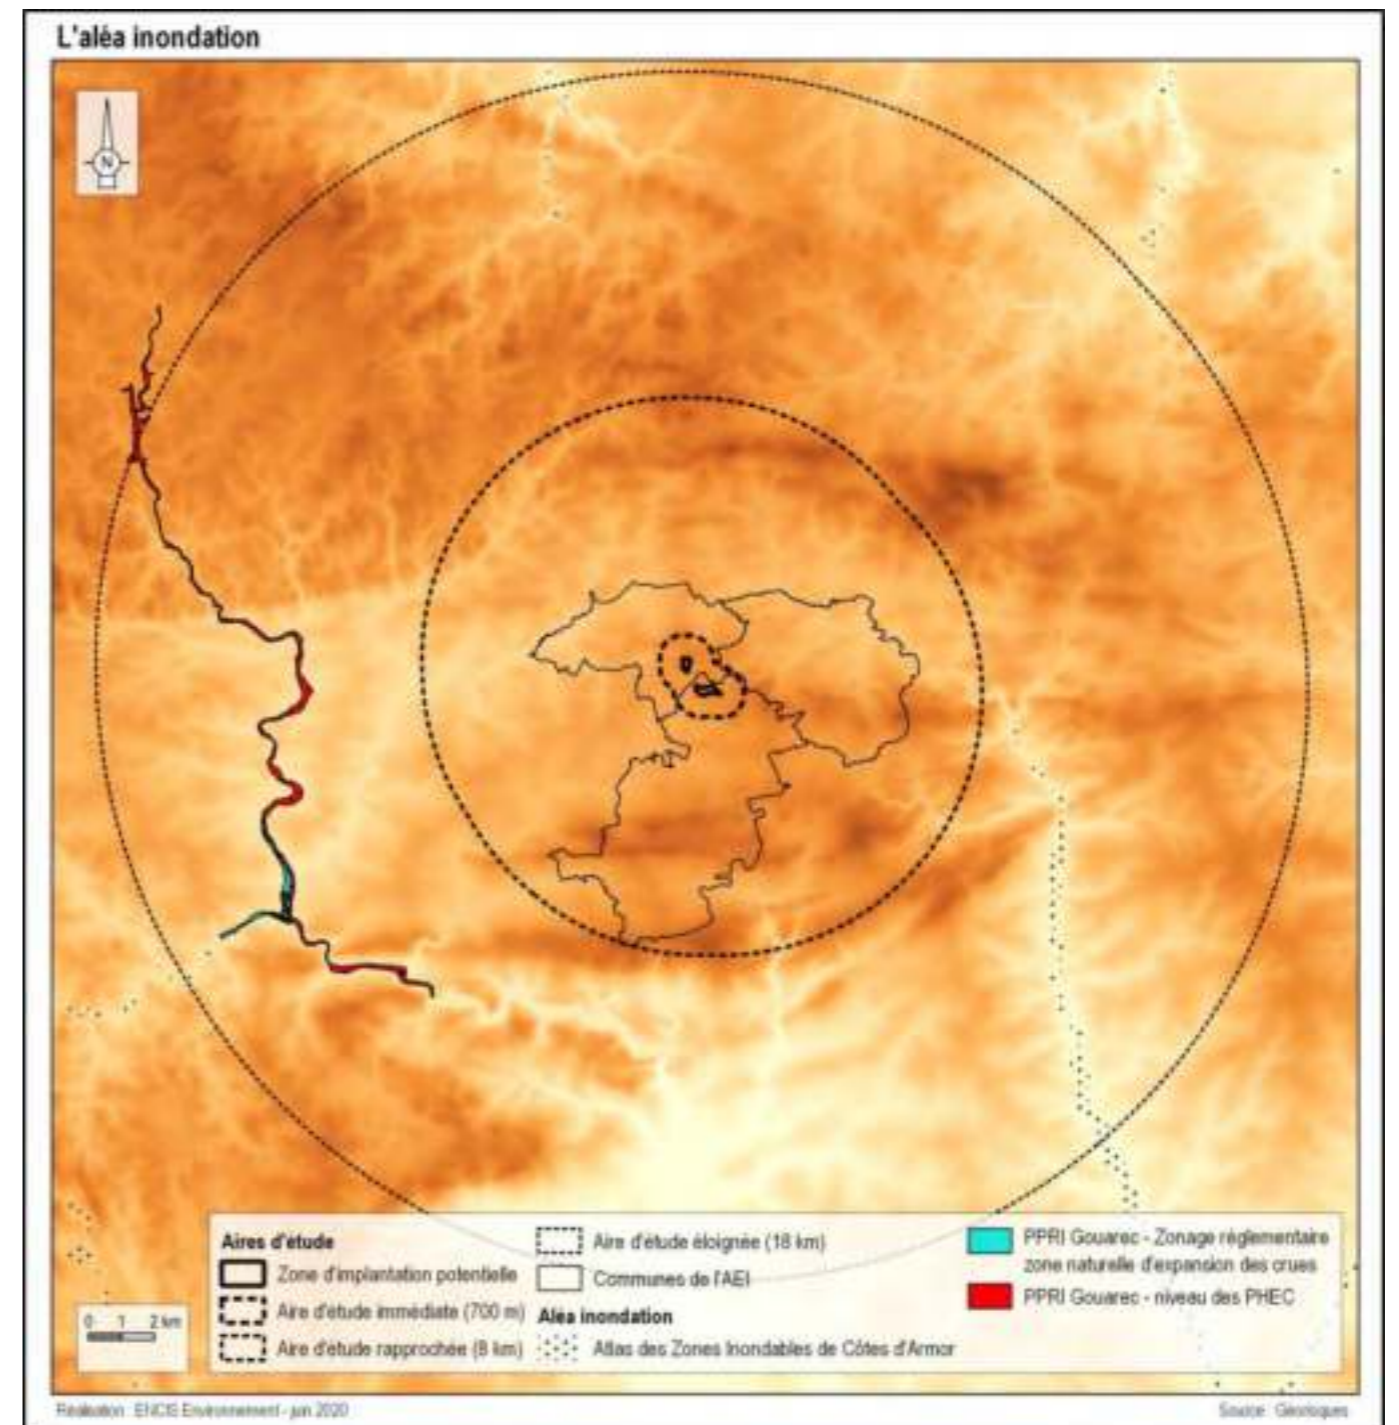 L'aléa inondation
N
Aires d'étude
Zone d'implantation potentielle
Aire d'étude immédiate (700 m)
Aire d'étude rapprochée (8 km)
Aire d'étude éloignée (18 km)
Communes de l'AEI
Aléa inondation
Atlas des Zones Inondables de Côtes d'Armor
PPRI Gouarec - Zonage réglementaire
zone naturelle d'expansion des crues
PPRI Gouarec - niveau des PHEC
0 1 2 km
Réalisation : ENCIS Environnement - juin 2020
Source : Géorisques